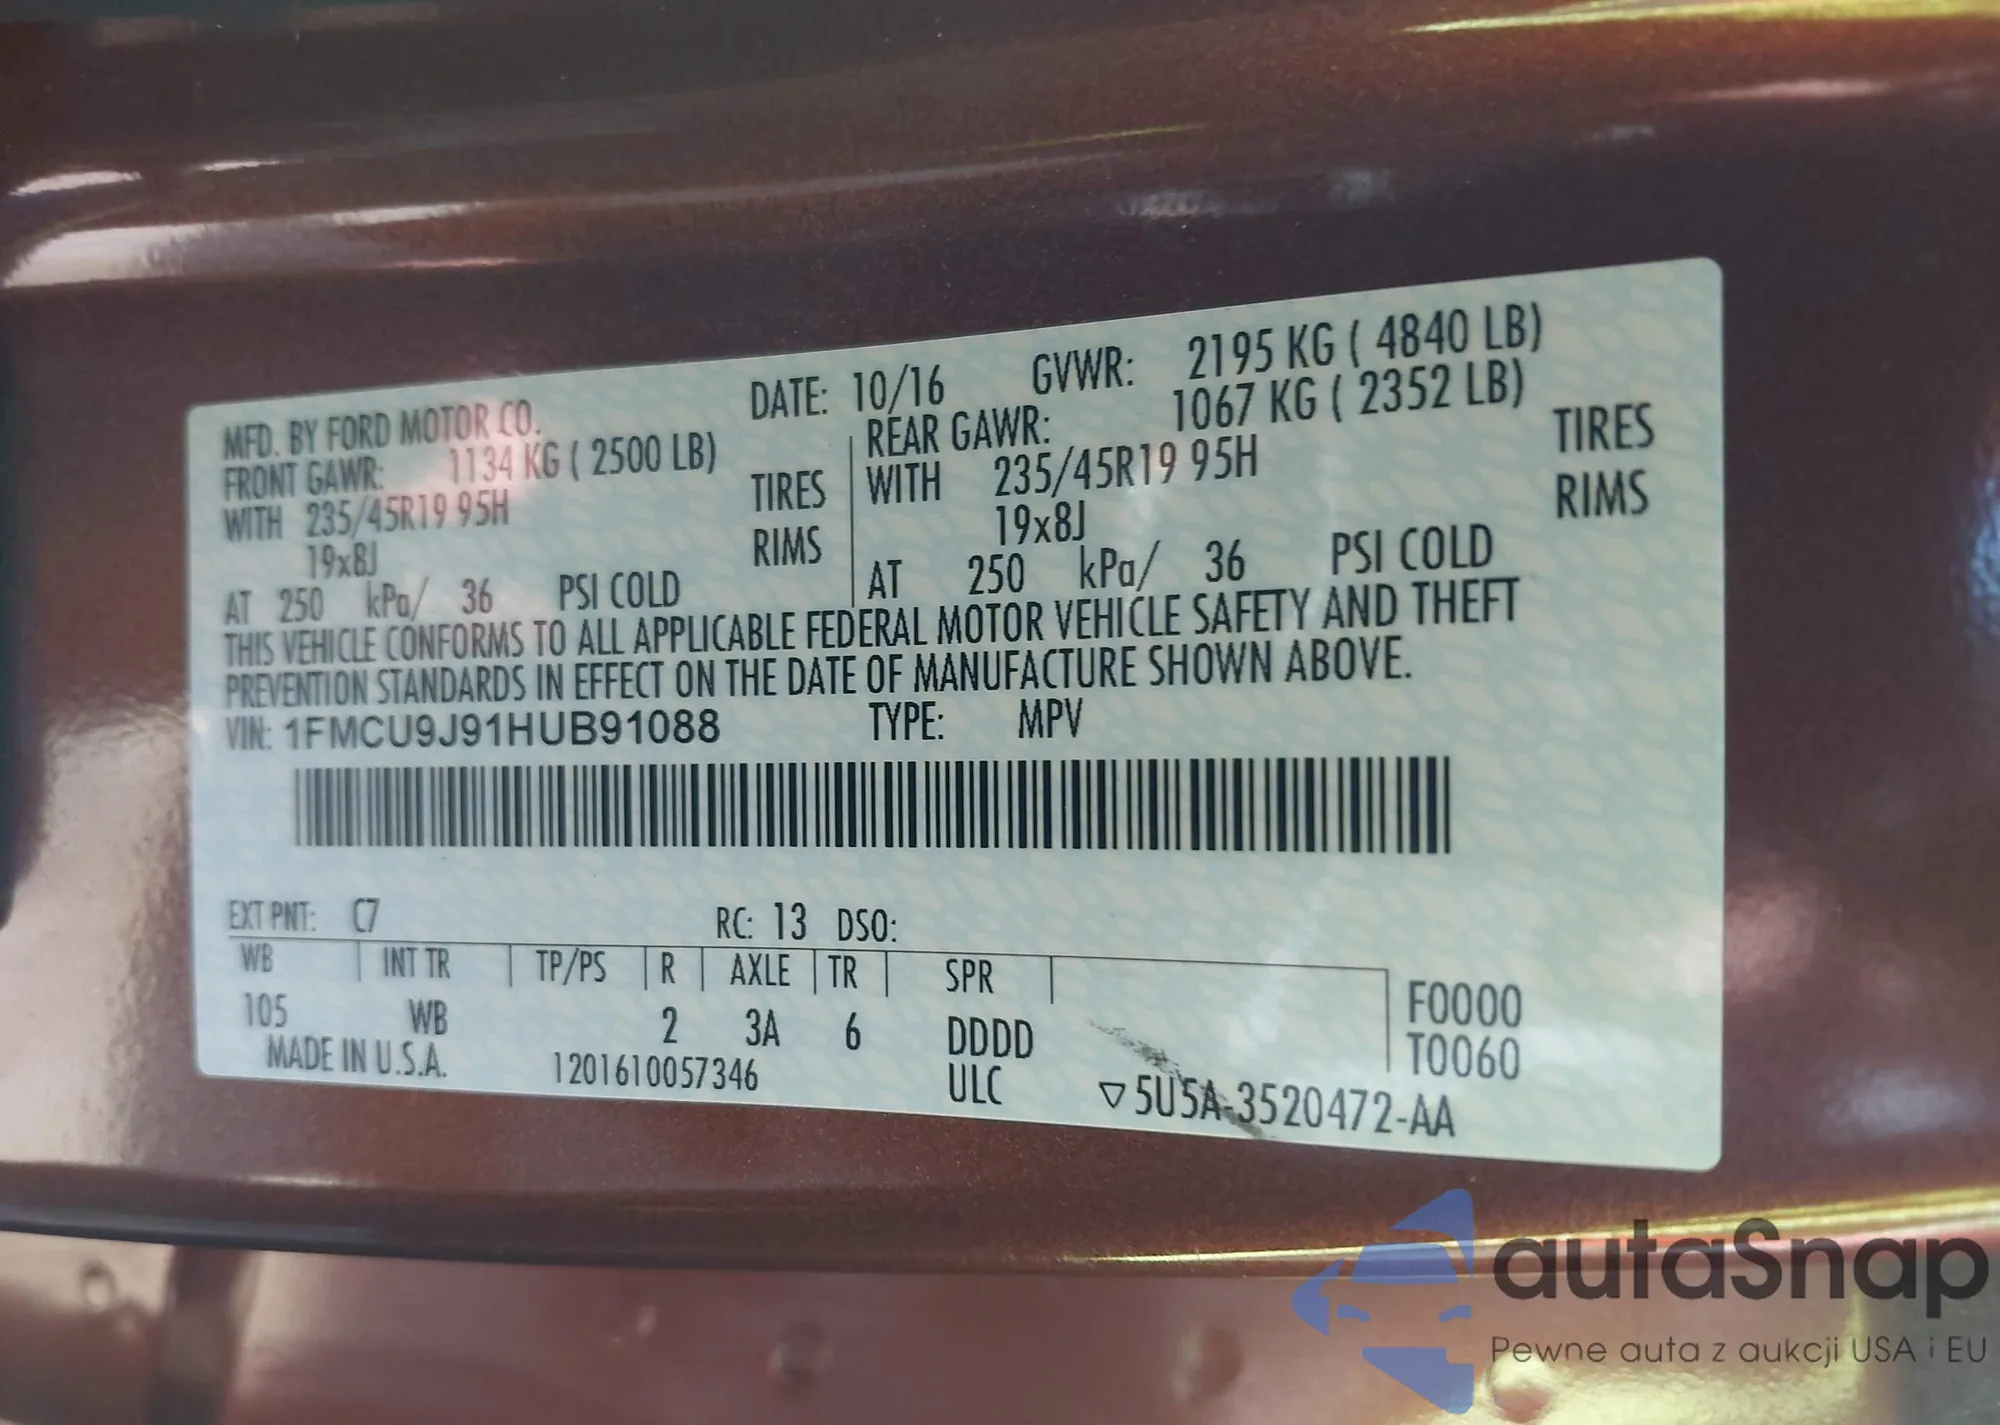 MFD. BY FORD MOTOR CO. DATE: 10/16 GVWR: 2195 KG ( 4840 LB)
FRONT GAWR: 1134 KG ( 2500 LB) REAR GAWR: 1067 KG ( 2352 LB)
WITH 235/45R19 95H TIRES WITH 235/45R19 95H TIRES
19x8J RIMS 19x8J RIMS
AT 250 kPa/ 36 PSI COLD AT 250 kPa/ 36 PSI COLD
THIS VEHICLE CONFORMS TO ALL APPLICABLE FEDERAL MOTOR VEHICLE SAFETY AND THEFT
PREVENTION STANDARDS IN EFFECT ON THE DATE OF MANUFACTURE SHOWN ABOVE.
VIN: 1FMCU9J91HUB91088 TYPE: MPV
EXT PNT: C7 RC: 13 DSO:
WB INT TR TP/PS R AXLE TR SPR
105 WB 2 3A 6 DDDD F0000
MADE IN U.S.A. 1201610057346 ULC T0060
▽5U5A-3520472-AA
autaSnap
Pewne auta z aukcji USA i EU